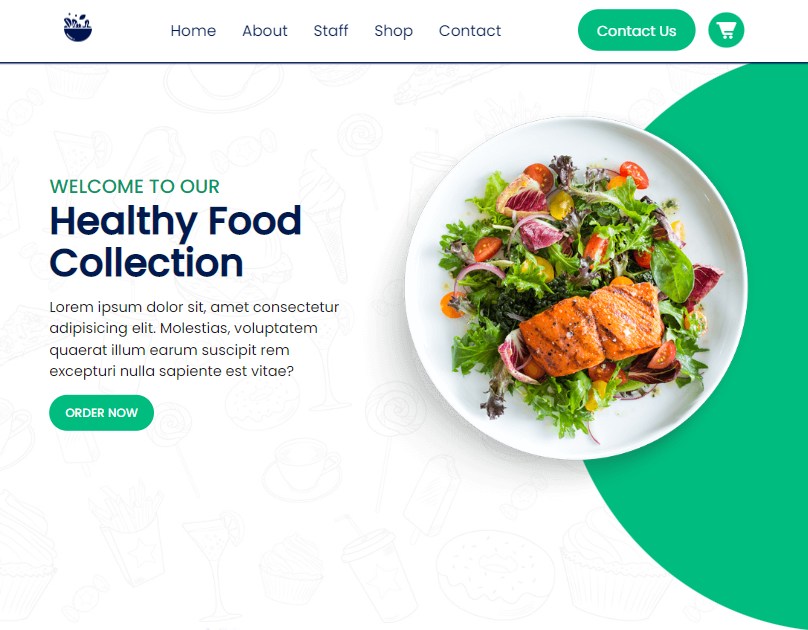 Home About Staff Shop Contact Contact Us
WELCOME TO OUR
Healthy Food
Collection
Lorem ipsum dolor sit, amet consectetur
adipisicing elit. Molestias, voluptatem
quaerat illum earum suscipit rem
excepturi nulla sapiente est vitae?
ORDER NOW